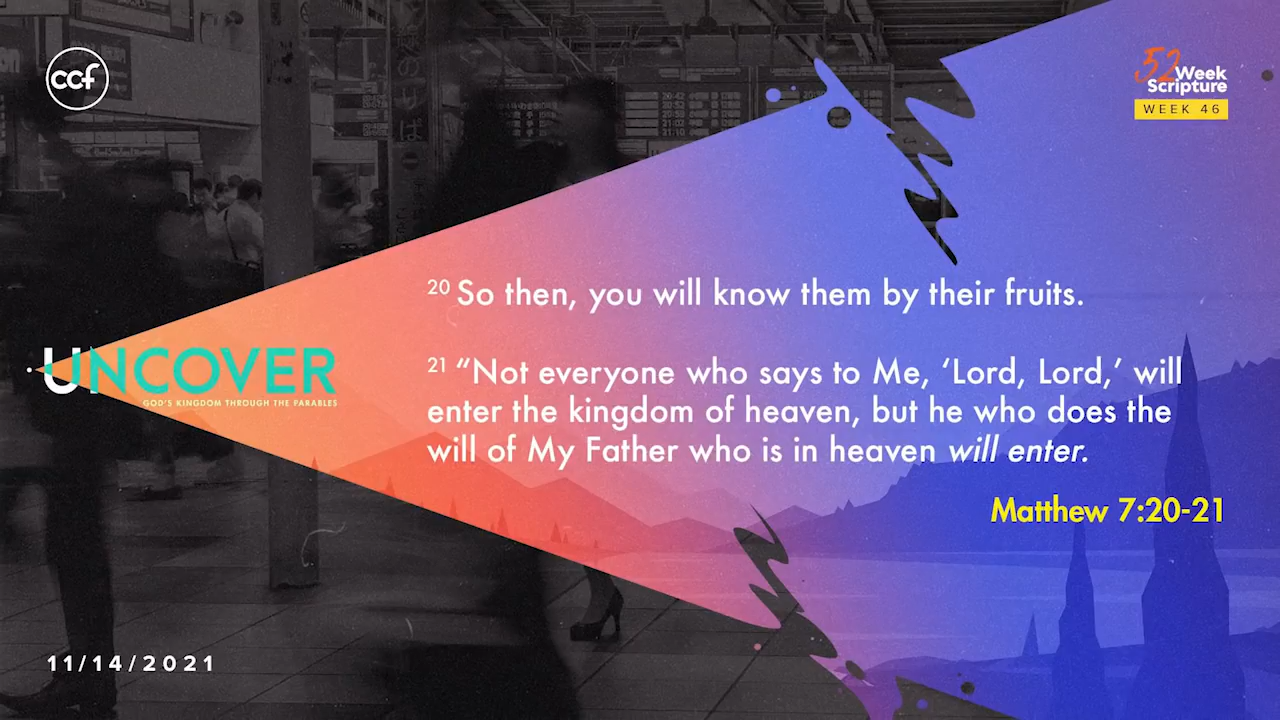 ccf
52 Week
Scripture
WEEK 46
20 So then, you will know them by their fruits.
21 “Not everyone who says to Me, ‘Lord, Lord,’ will
enter the kingdom of heaven, but he who does the
will of My Father who is in heaven will enter.
Matthew 7:20-21
UNCOVER
GOD'S KINGDOM THROUGH THE PARABLES
11/14/2021